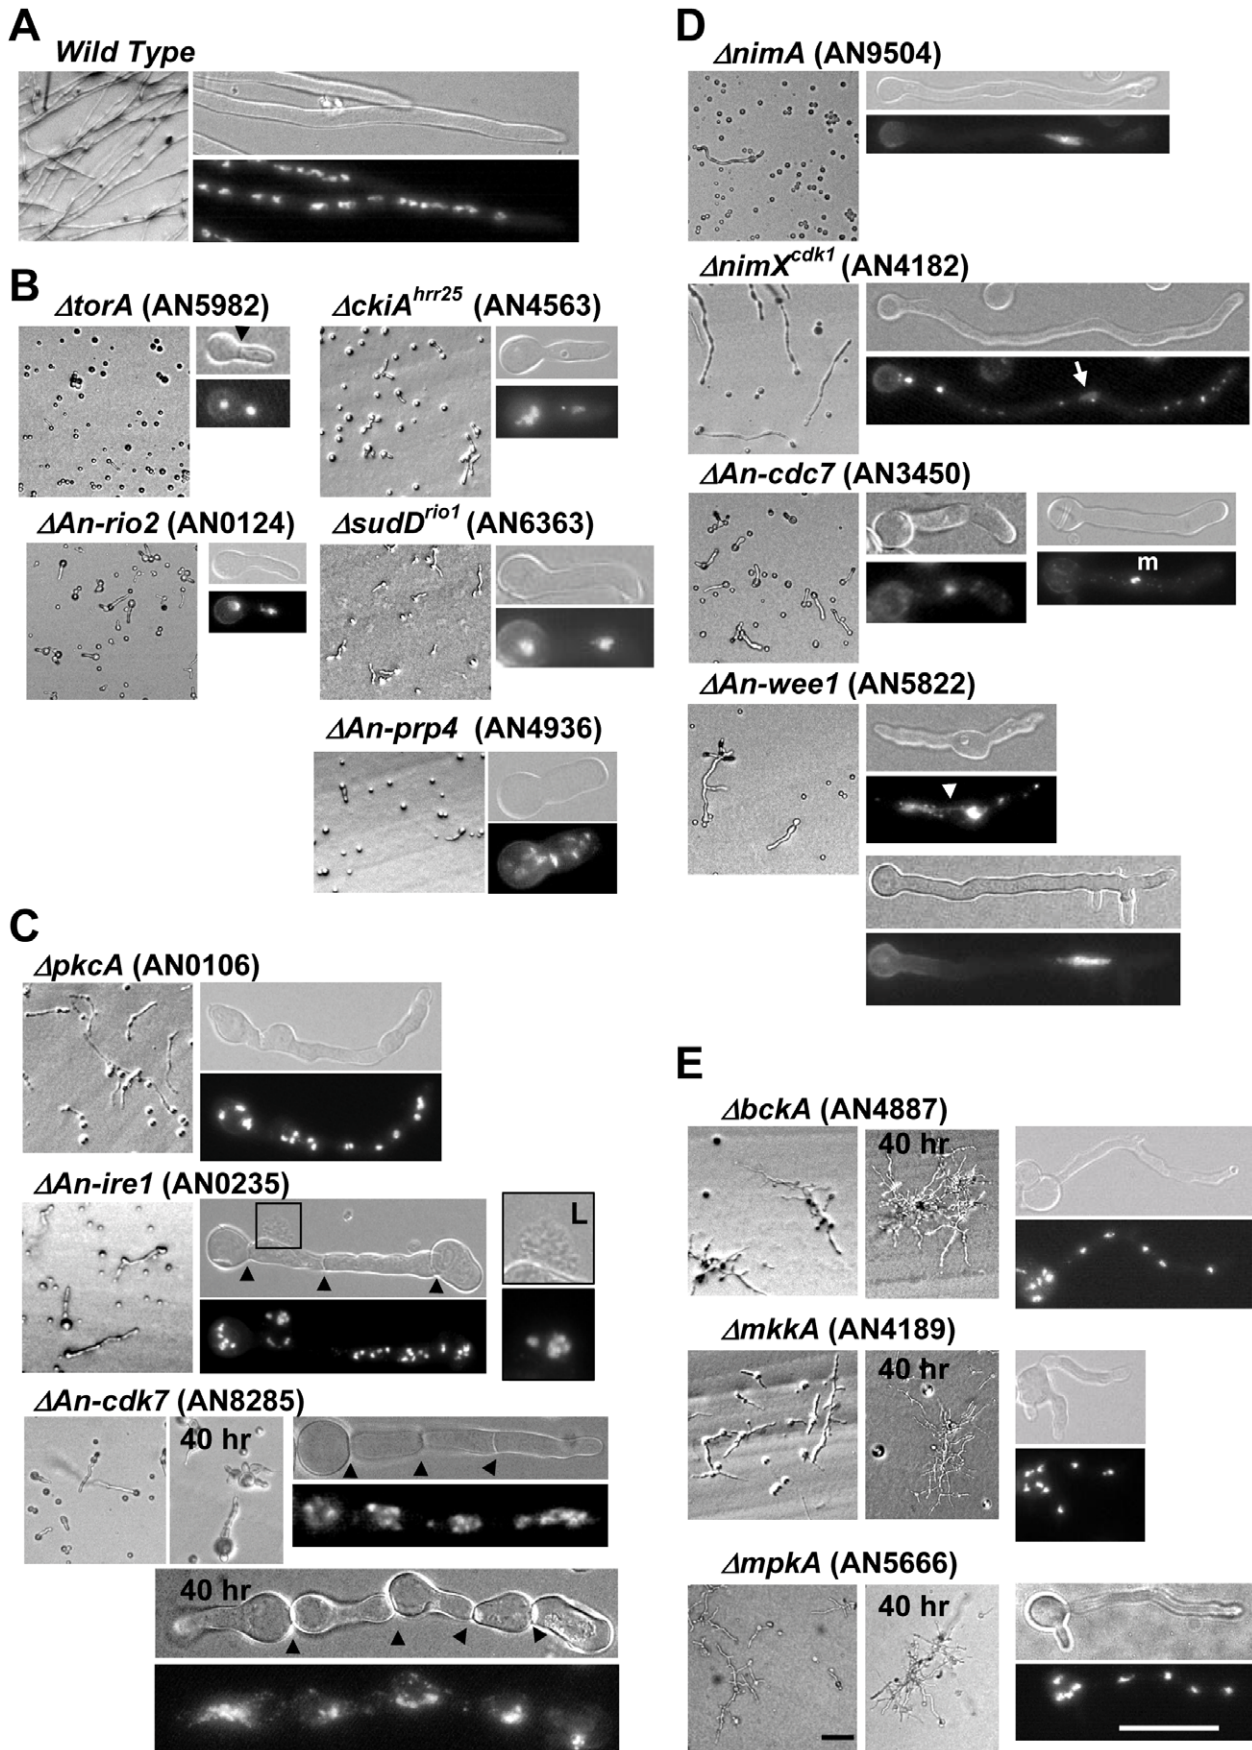 A
Wild Type
B
ΔtorA (AN5982)
ΔckiA^hrr25 (AN4563)
ΔAn-rio2 (AN0124)
ΔsudD^rio1 (AN6363)
ΔAn-prp4 (AN4936)
C
ΔpkcA (AN0106)
ΔAn-ire1 (AN0235)
L
ΔAn-cdk7 (AN8285)
40 hr
40 hr
D
ΔnimA (AN9504)
ΔnimX^cdk1 (AN4182)
ΔAn-cdc7 (AN3450)
m
ΔAn-wee1 (AN5822)
E
ΔbckA (AN4887)
40 hr
ΔmkkA (AN4189)
40 hr
ΔmpkA (AN5666)
40 hr